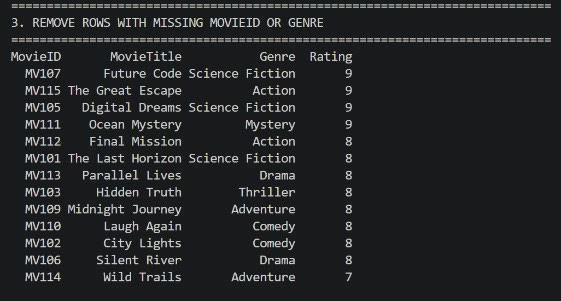 ================================================================================
3. REMOVE ROWS WITH MISSING MOVIEID OR GENRE
================================================================================
MovieID MovieTitle Genre Rating
MV107 Future Code Science Fiction 9
MV115 The Great Escape Action 9
MV105 Digital Dreams Science Fiction 9
MV111 Ocean Mystery Mystery 9
MV112 Final Mission Action 8
MV101 The Last Horizon Science Fiction 8
MV113 Parallel Lives Drama 8
MV103 Hidden Truth Thriller 8
MV109 Midnight Journey Adventure 8
MV110 Laugh Again Comedy 8
MV102 City Lights Comedy 8
MV106 Silent River Drama 8
MV114 Wild Trails Adventure 7